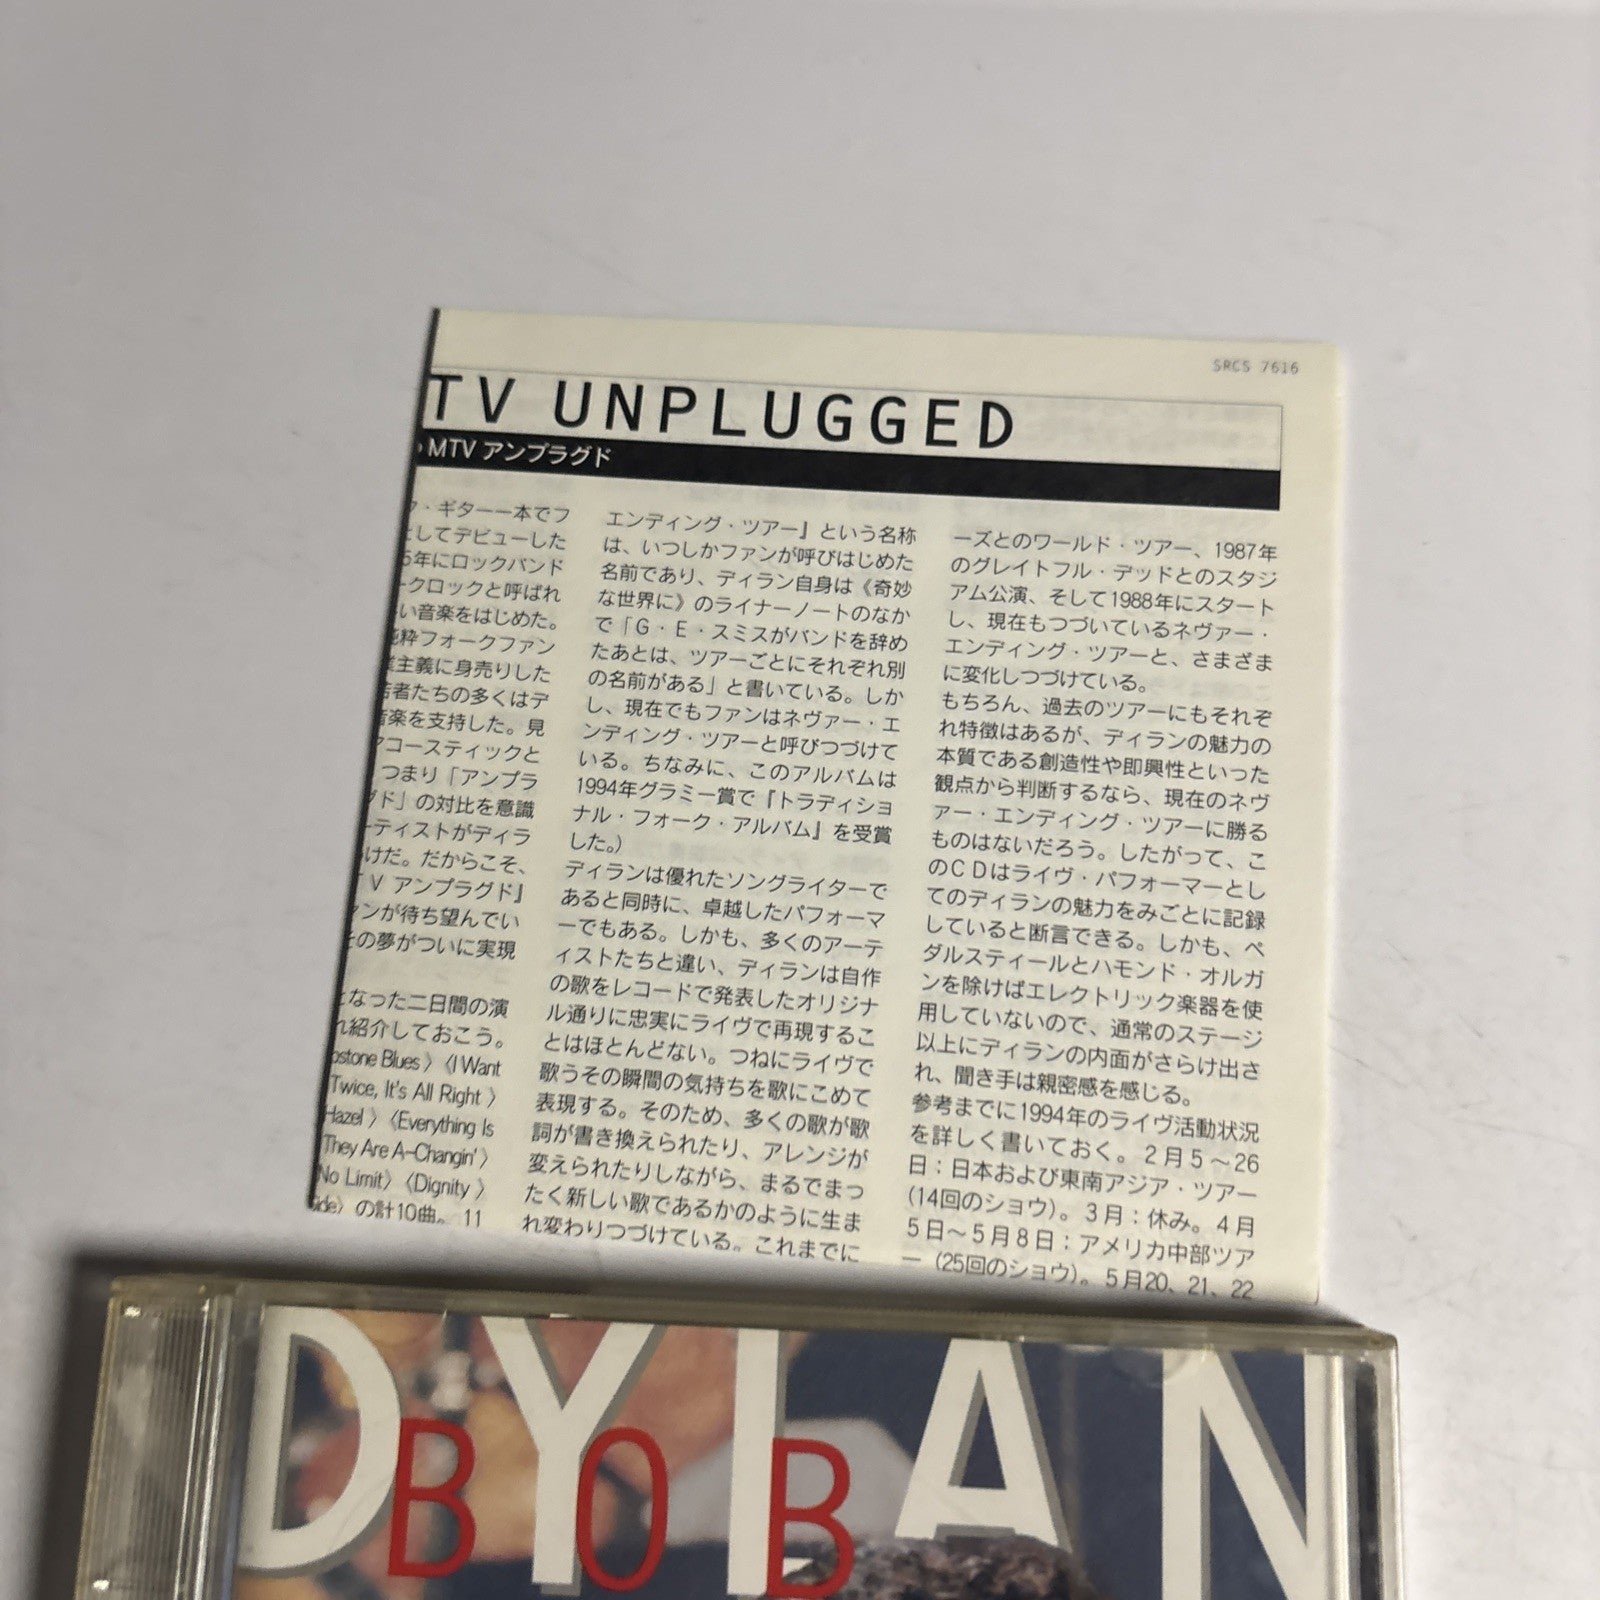 SRCS 7616
TV UNPLUGGED
MTV アンプラグド
ク・ギター一本でフ
としてデビューした
5年にロックバンド
ークロックと呼ばれ
い音楽をはじめた。
純粋フォークファン
業主義に身売りした
若者たちの多くはデ
音楽を支持した。見
アコースティックと
つまり「アンプラ
グド」の対比を意識
ーティストがディラ
けだ。だからこそ、
TV アンプラグド』
ァンが待ち望んでい
その夢がついに実現
となった二日間の演
れ紹介しておこう。
ostone Blues〉〈I Want
Twice, It's All Right〉
Hazel〉〈Everything Is
They Are A-Changin'〉
No Limit〉〈Dignity〉
Side〉の計10曲。11
エンディング・ツアー』という名称
は、いつしかファンが呼びはじめた
名前であり、ディラン自身は《奇妙
な世界に》のライナーノートのなか
で「G・E・スミスがバンドを辞め
たあとは、ツアーごとにそれぞれ別
の名前がある」と書いている。しか
し、現在でもファンはネヴァー・エ
ンディング・ツアーと呼びつづけて
いる。ちなみに、このアルバムは
1994年グラミー賞で『トラディショ
ナル・フォーク・アルバム』を受賞
した。)
ディランは優れたソングライターで
あると同時に、卓越したパフォーマ
ーでもある。しかも、多くのアーテ
ィストたちと違い、ディランは自作
の歌をレコードで発表したオリジナ
ル通りに忠実にライヴで再現するこ
とはほとんどない。つねにライヴで
歌うその瞬間の気持ちを歌にこめて
表現する。そのため、多くの歌が歌
詞が書き換えられたり、アレンジが
変えられたりしながら、まるでまっ
たく新しい歌であるかのように生ま
れ変わりつづけている。これまでに
ーズとのワールド・ツアー、1987年
のグレイトフル・デッドとのスタジ
アム公演、そして1988年にスタート
し、現在もつづいているネヴァー・
エンディング・ツアーと、さまざま
に変化しつづけている。
もちろん、過去のツアーにもそれぞ
れ特徴はあるが、ディランの魅力の
本質である創造性や即興性といった
観点から判断するなら、現在のネヴ
ァー・エンディング・ツアーに勝る
ものはないだろう。したがって、こ
のCDはライヴ・パフォーマーとし
てのディランの魅力をみごとに記録
していると断言できる。しかも、ペ
ダルスティールとハモンド・オルガ
ンを除けばエレクトリック楽器を使
用していないので、通常のステージ
以上にディランの内面がさらけ出さ
れ、聞き手は親密感を感じる。
参考までに1994年のライヴ活動状況
を詳しく書いておく。2月5～26
日：日本および東南アジア・ツアー
(14回のショウ)。3月：休み。4月
5日～5月8日：アメリカ中部ツア
ー (25回のショウ)。5月20、21、22
DYLAN
BOB